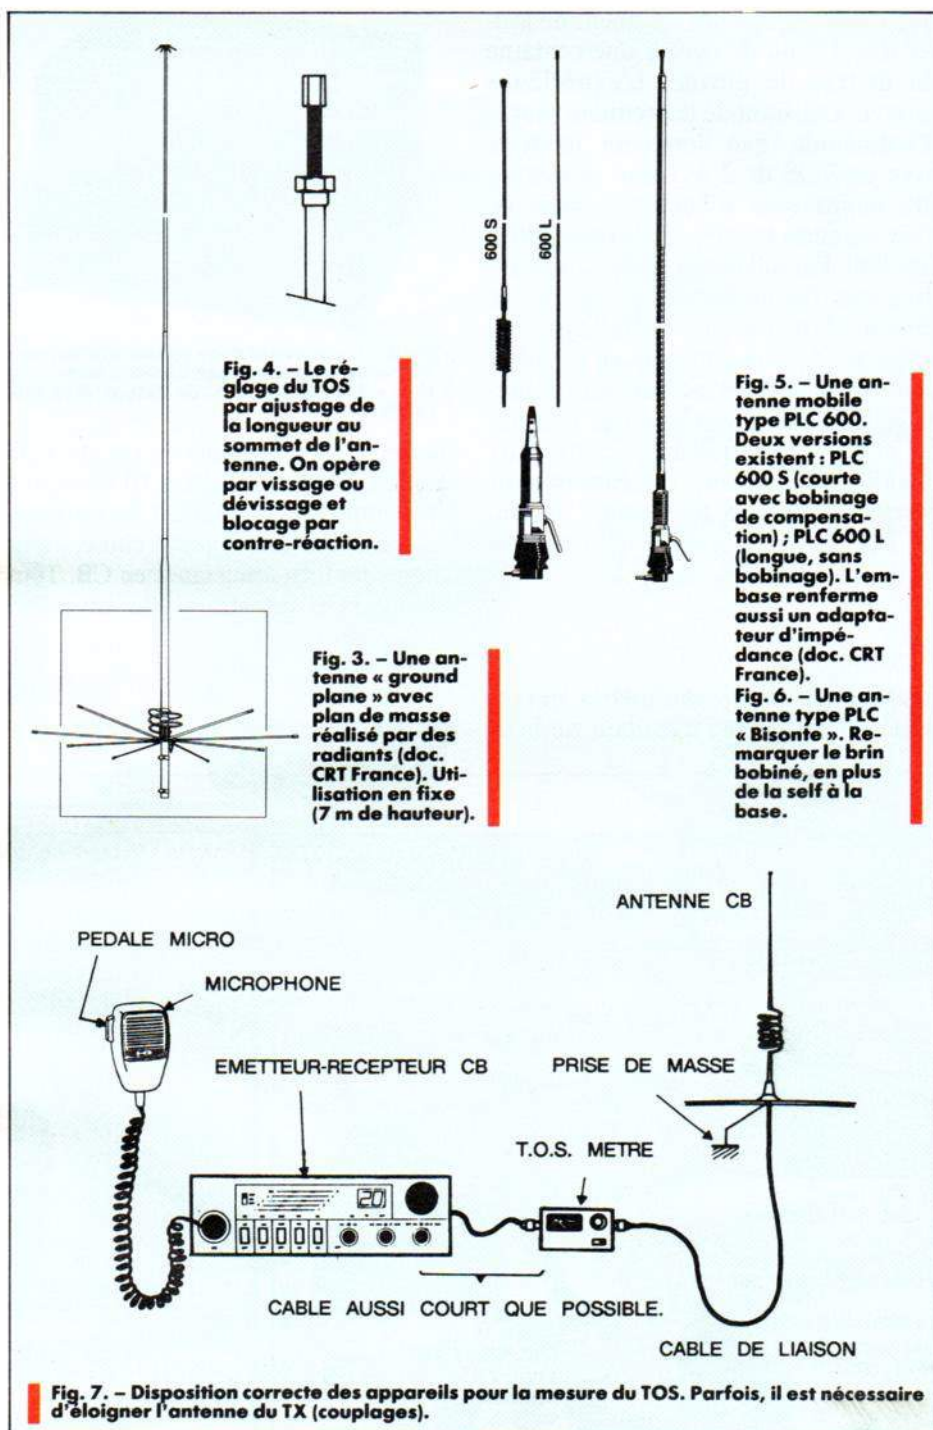 600 S
600 L
Fig. 4. – Le ré-
glage du TOS
par ajustage de
la longueur au
sommet de l'an-
tenne. On opère
par vissage ou
dévissage et
blocage par
contre-réaction.
Fig. 5. – Une an-
tenne mobile
type PLC 600.
Deux versions
existent : PLC
600 S (courte
avec bobinage
de compensa-
tion) ; PLC 600 L
(longue, sans
bobinage). L'em-
base renferme
aussi un adapta-
teur d'impé-
dance (doc. CRT
France).
Fig. 6. – Une an-
tenne type PLC
« Bisonte ». Re-
marquer le brin
bobiné, en plus
de la self à la
base.
Fig. 3. – Une an-
tenne « ground
plane » avec
plan de masse
réalisé par des
radiants (doc.
CRT France). Uti-
lisation en fixe
(7 m de hauteur).
ANTENNE CB
PEDALE MICRO
MICROPHONE
EMETTEUR-RECEPTEUR CB
PRISE DE MASSE
T.O.S. METRE
20
CABLE AUSSI COURT QUE POSSIBLE.
CABLE DE LIAISON
Fig. 7. – Disposition correcte des appareils pour la mesure du TOS. Parfois, il est nécessaire
d'éloigner l'antenne du TX (couplages).